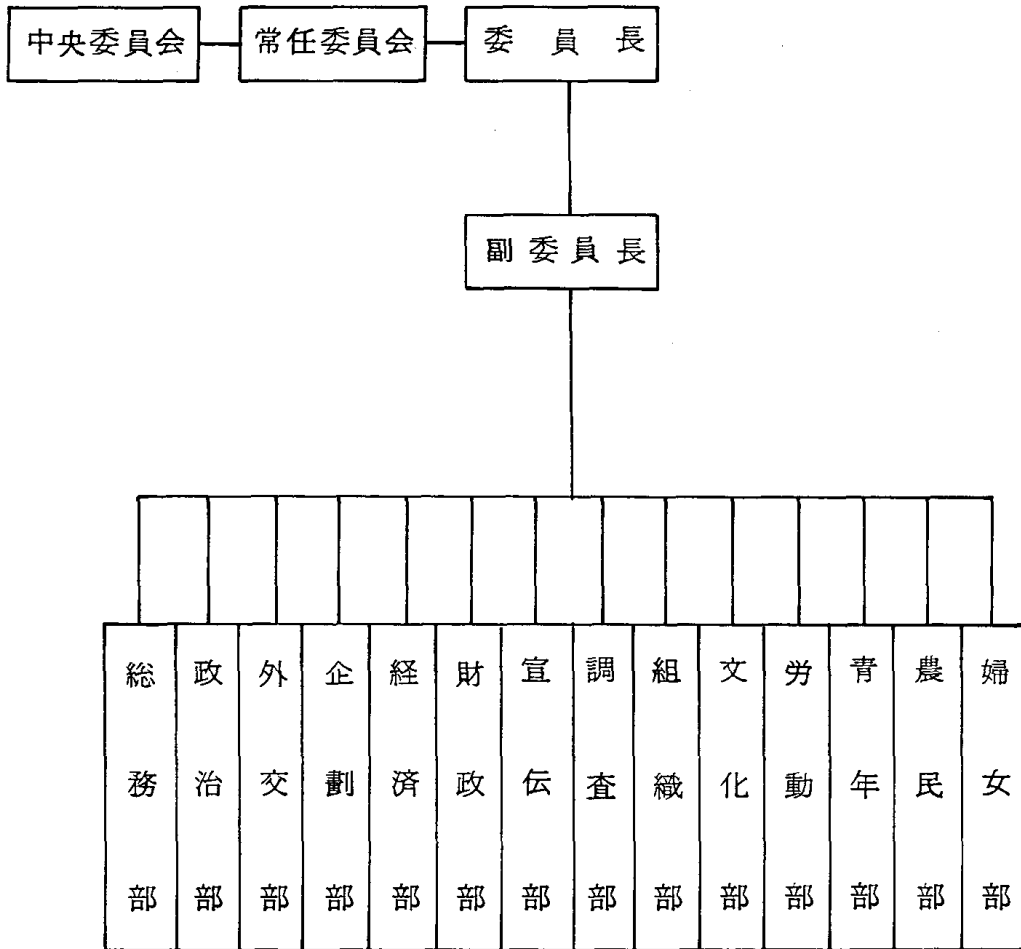 中央委員会
常任委員会
委員長
副委員長
総務部
政治部
外交部
企劃部
経済部
財政部
宣伝部
調査部
組織部
文化部
労動部
青年部
農民部
婦女部